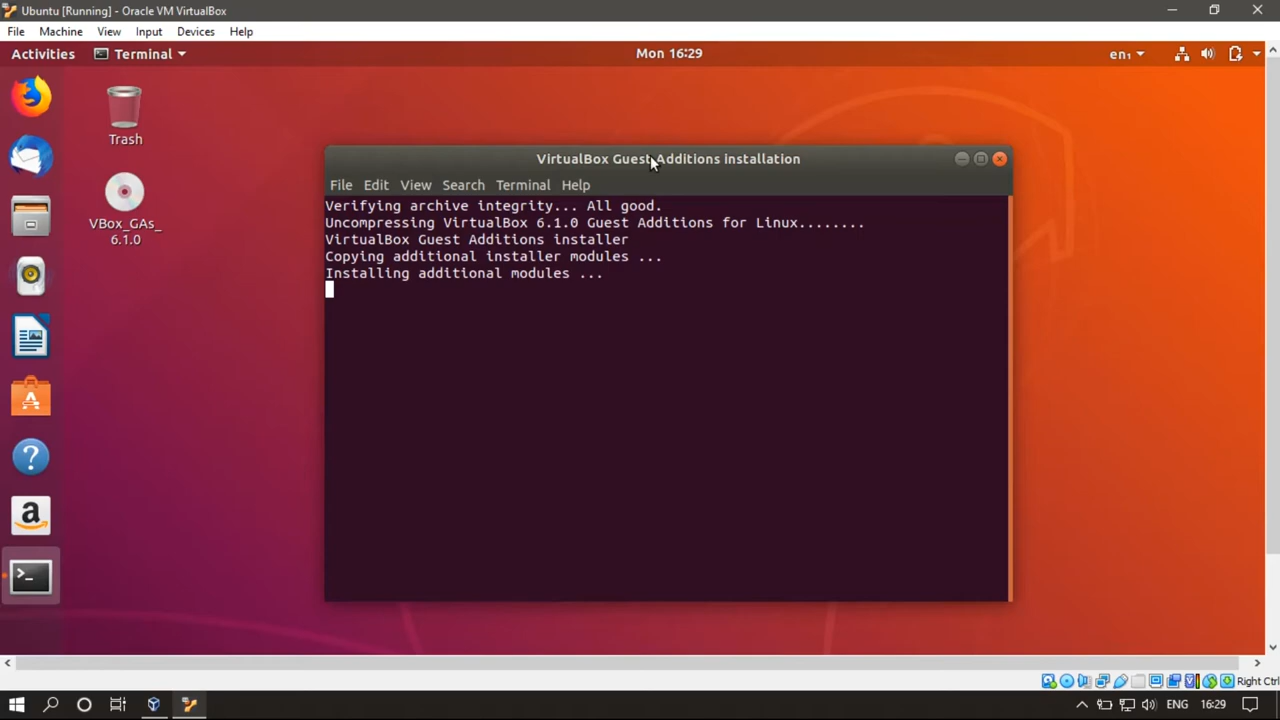 Ubuntu [Running] - Oracle VM VirtualBox
File Machine View Input Devices Help
Activities Terminal Mon 16:29 en₁
Trash
VBox_GAs_
6.1.0
VirtualBox Guest Additions installation
File Edit View Search Terminal Help
Verifying archive integrity... All good.
Uncompressing VirtualBox 6.1.0 Guest Additions for Linux........
VirtualBox Guest Additions installer
Copying additional installer modules ...
Installing additional modules ...
Right Ctrl
ENG 16:29